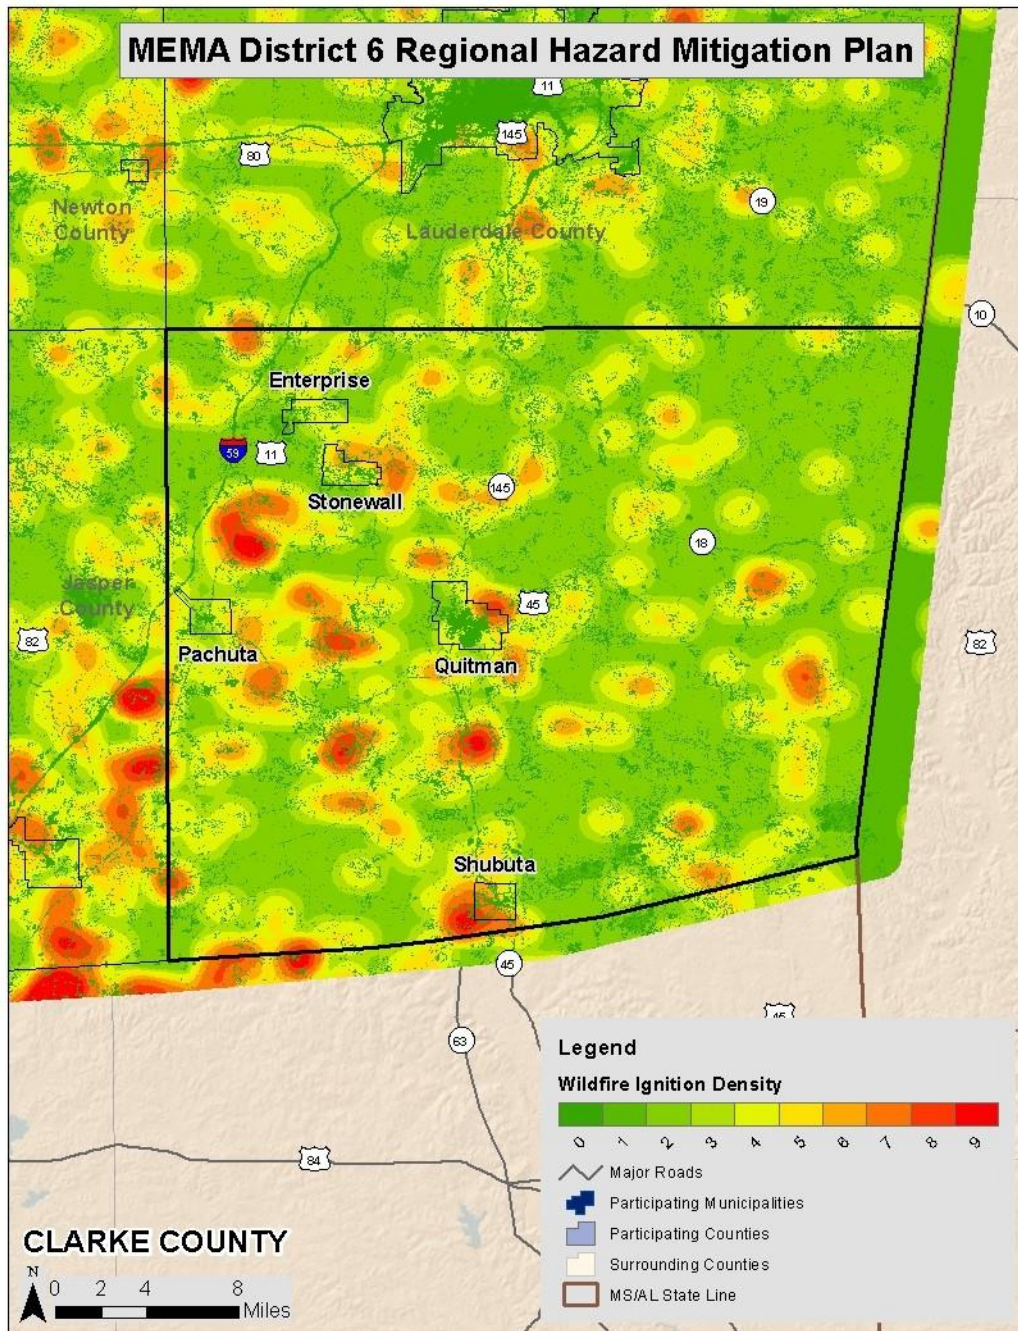 MEMA District 6 Regional Hazard Mitigation Plan
11
145
80
Newton
County
Lauderdale County
19
10
Enterprise
59
11
Stonewall
145
18
Jasper
County
82
45
82
Pachuta
Quitman
Shubuta
45
45
63
84
Legend
Wildfire Ignition Density
0 1 2 3 4 5 6 7 8 9
Major Roads
Participating Municipalities
Participating Counties
Surrounding Counties
MS/AL State Line
CLARKE COUNTY
N
0 2 4 8
Miles